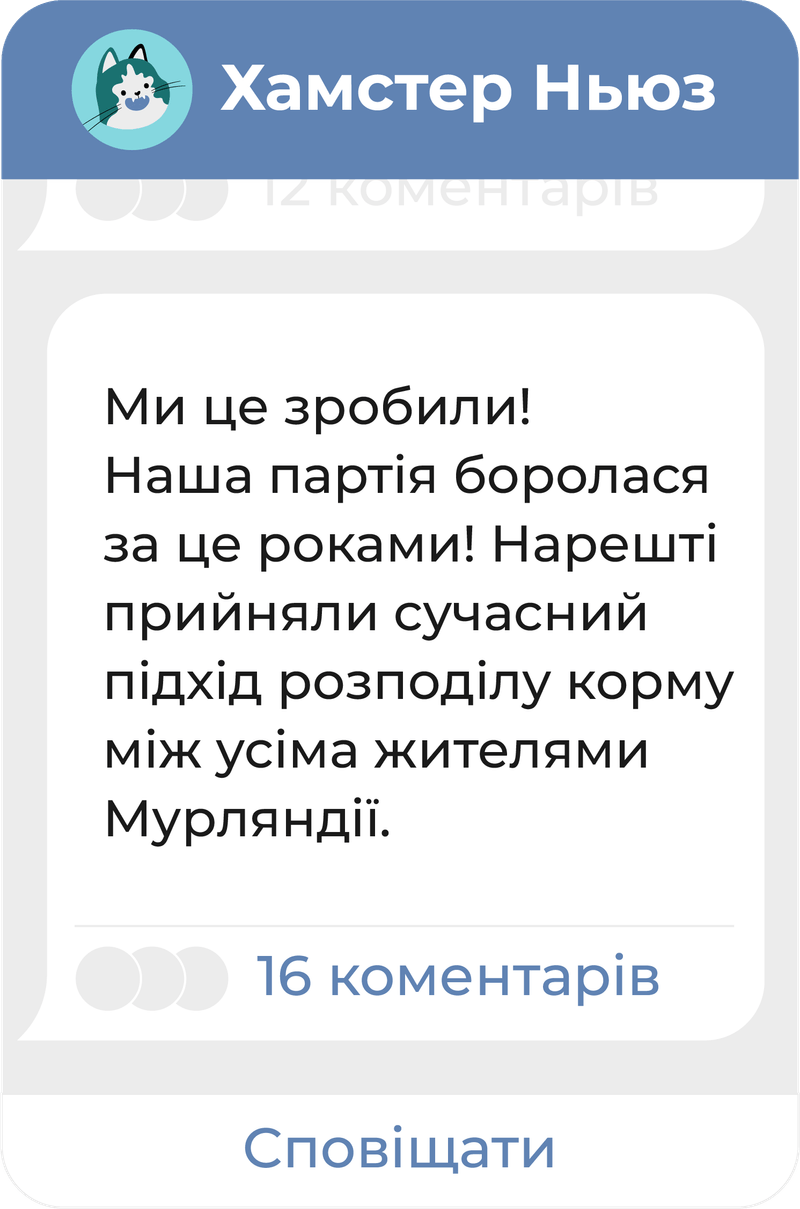 Хамстер Ньюз
12 коментарів
Ми це зробили!
Наша партія боролася
за це роками! Нарешті
прийняли сучасний
підхід розподілу корму
між усіма жителями
Мурляндії.
16 коментарів
Сповіщати